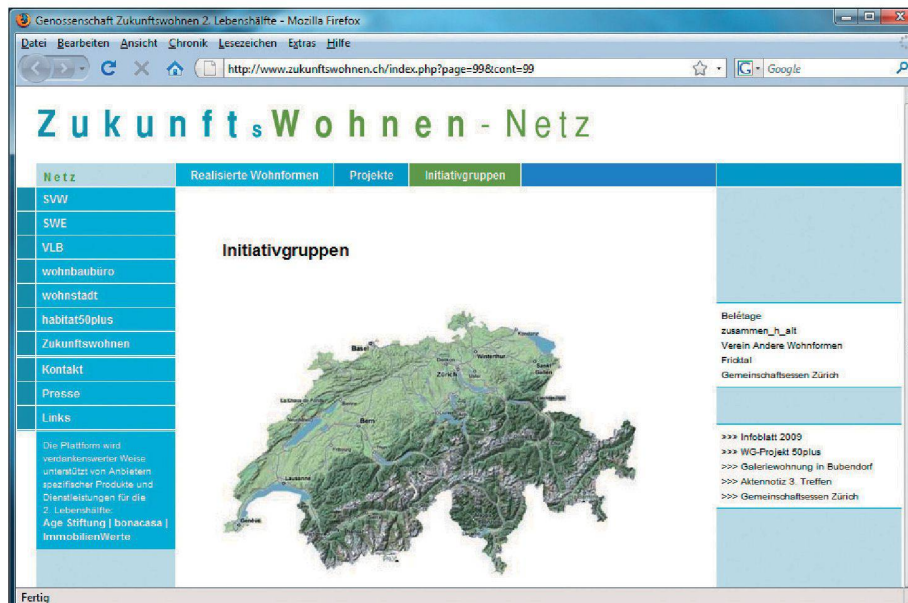 Genossenschaft Zukunftswohnen 2. Lebenshälfte - Mozilla Firefox
Datei Bearbeiten Ansicht Chronik Lesezeichen Extras Hilfe
http://www.zukunftswohnen.ch/index.php?page=99&cont=99
G Google
ZukunftsWohnen - Netz
Netz
Realisierte Wohnformen Projekte Initiativgruppen
SVW
SWE
VLB
wohnbaubüro
wohnstadt
habitat50plus
Zukunftswohnen
Kontakt
Presse
Links
Die Plattform wird
verdankenswerter Weise
unterstützt von Anbietern
spezifischer Produkte und
Dienstleistungen für die
2. Lebenshälfte:
Age Stiftung | bonacasa |
ImmobilienWerte
Initiativgruppen
Basel
Winterthur
Zürich
Sankt
Gallen
Bern
Lausanne
Belétage
zusammen_h_alt
Verein Andere Wohnformen
Fricktal
Gemeinschaftsessen Zürich
>>> Infoblatt 2009
>>> WG-Projekt 50plus
>>> Galeriewohnung in Bubendorf
>>> Aktennotiz 3. Treffen
>>> Gemeinschaftsessen Zürich
Fertig